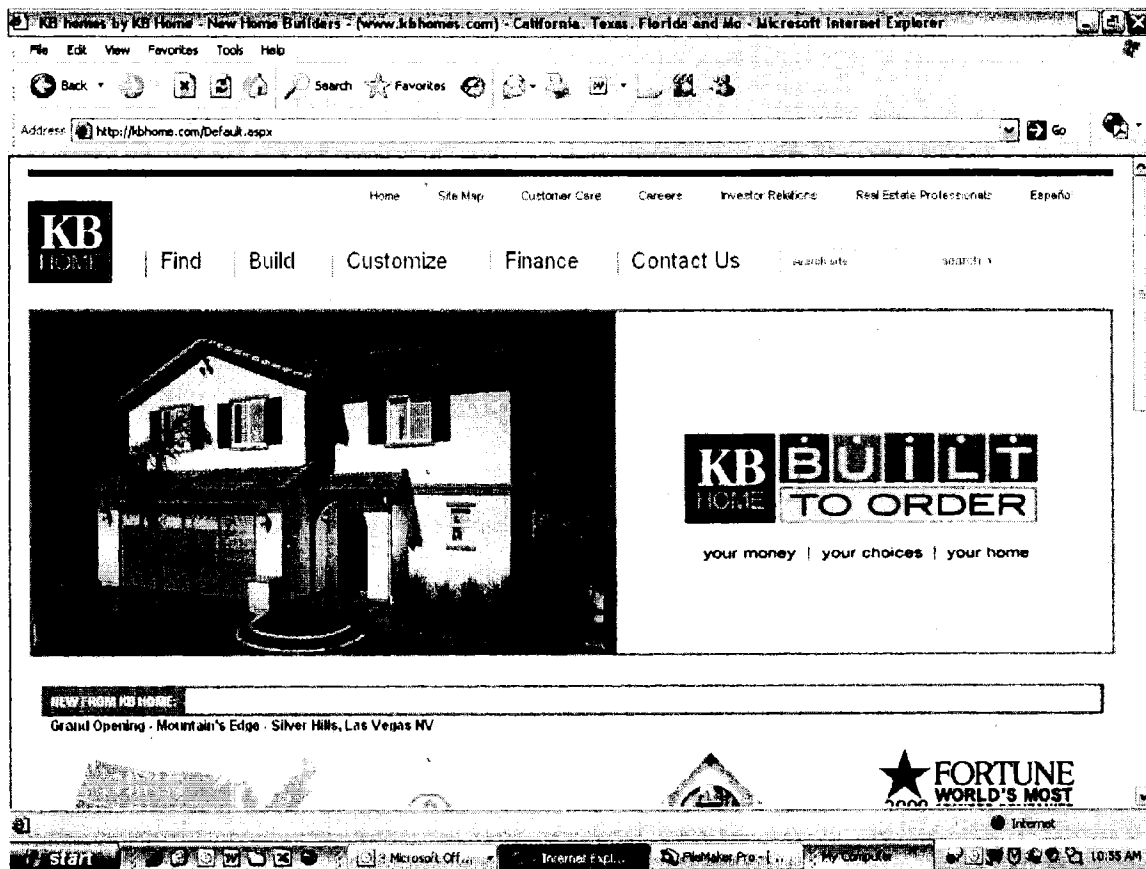 KB homes by KB Home - New Home Builders - (www.kbhomes.com) - California, Texas, Florida and Mo - Microsoft Internet Explorer
File Edit View Favorites Tools Help
Back Search Favorites
Address http://kbhome.com/Default.aspx Go
Home Site Map Customer Care Careers Investor Relations Real Estate Professionals Español
KB
HOME
Find Build Customize Finance Contact Us search site search
KB BUILT
HOME TO ORDER
your money | your choices | your home
NEW FROM KB HOME
Grand Opening - Mountain's Edge - Silver Hills, Las Vegas NV
FORTUNE
WORLD'S MOST
Internet
start Microsoft Off... Internet Expl... FileMaker Pro - [... My Computer 10:35 AM